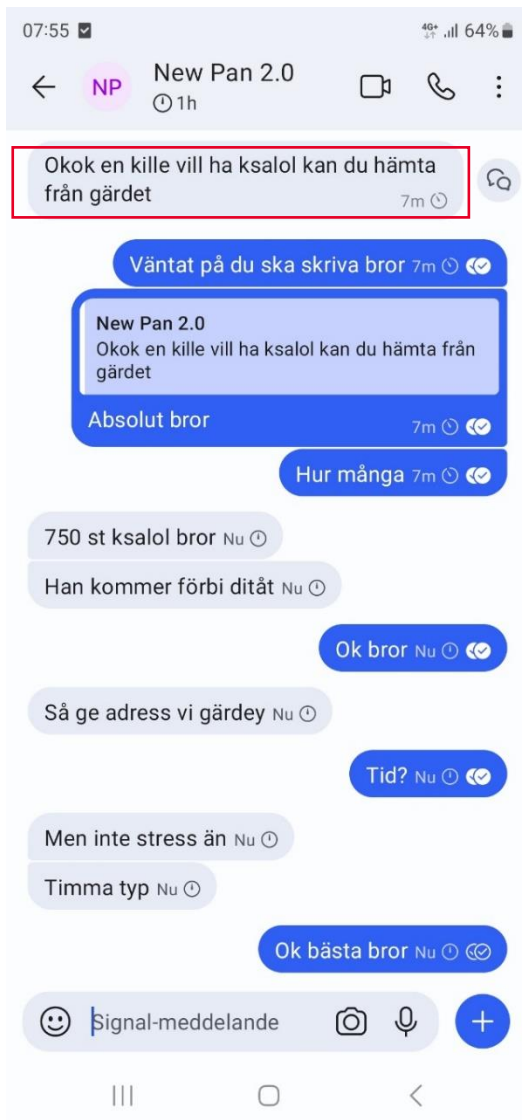 07:55 4G+ 64%
NP New Pan 2.0
1h
Okok en kille vill ha ksalol kan du hämta
från gärdet
7m
Väntat på du ska skriva bror 7m
New Pan 2.0
Okok en kille vill ha ksalol kan du hämta från
gärdet
Absolut bror 7m
Hur många 7m
750 st ksalol bror Nu
Han kommer förbi ditåt Nu
Ok bror Nu
Så ge adress vi gärdey Nu
Tid? Nu
Men inte stress än Nu
Timma typ Nu
Ok bästa bror Nu
Signal-meddelande